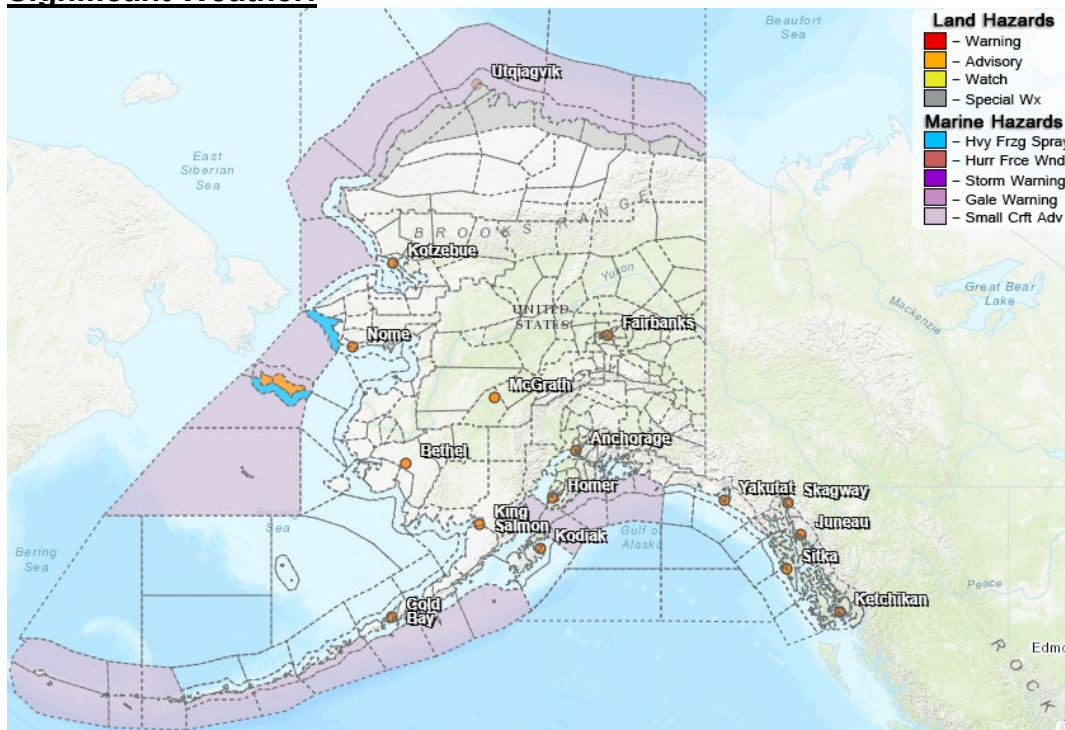 Significant Weather:
Beaufort
Sea
Land Hazards
– Warning
– Advisory
– Watch
– Special Wx
Marine Hazards
– Hvy Frzg Spray
– Hurr Frce Wnd
– Storm Warning
– Gale Warning
– Small Crft Adv
Utqiagvik
East
Siberian
Sea
BROOKS RANGE
Kotzebue
Yukon
Great Bear
Lake
Mackenzie
UNITED
STATES
Fairbanks
Nome
McGrath
Anchorage
Bethel
Homer
Yakutat
Skagway
King
Salmon
Kodiak
Juneau
Gulf of
Alaska
Sitka
Bering
Sea
Bering
Sea
Peace
Cold
Bay
Ketchikan
Edmo
ROCK